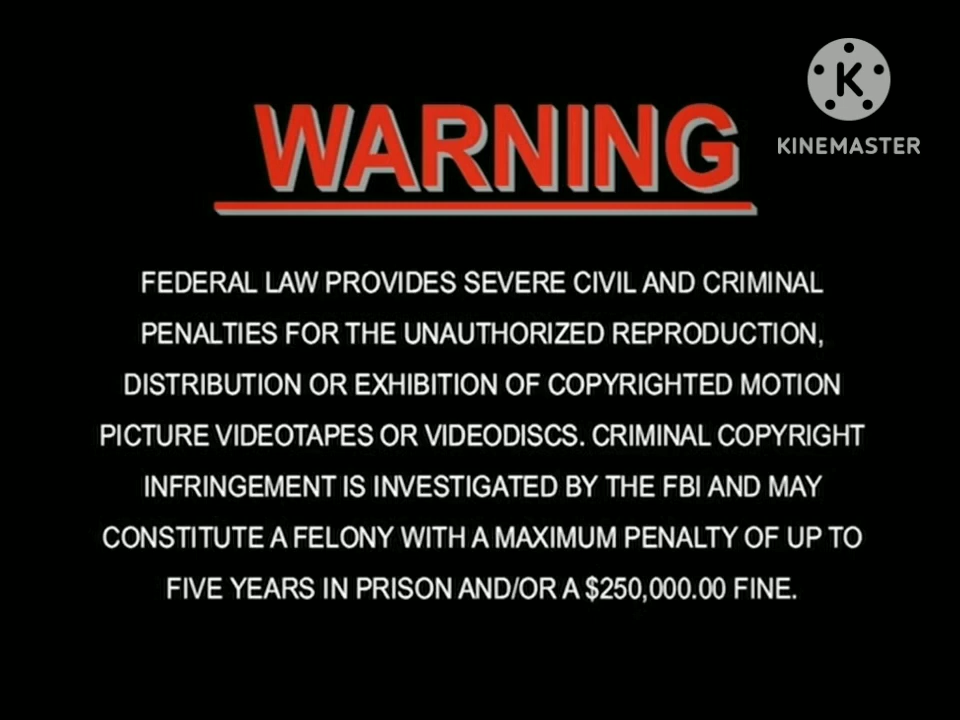 WARNING
KINEMASTER
FEDERAL LAW PROVIDES SEVERE CIVIL AND CRIMINAL
PENALTIES FOR THE UNAUTHORIZED REPRODUCTION,
DISTRIBUTION OR EXHIBITION OF COPYRIGHTED MOTION
PICTURE VIDEOTAPES OR VIDEODISCS. CRIMINAL COPYRIGHT
INFRINGEMENT IS INVESTIGATED BY THE FBI AND MAY
CONSTITUTE A FELONY WITH A MAXIMUM PENALTY OF UP TO
FIVE YEARS IN PRISON AND/OR A $250,000.00 FINE.